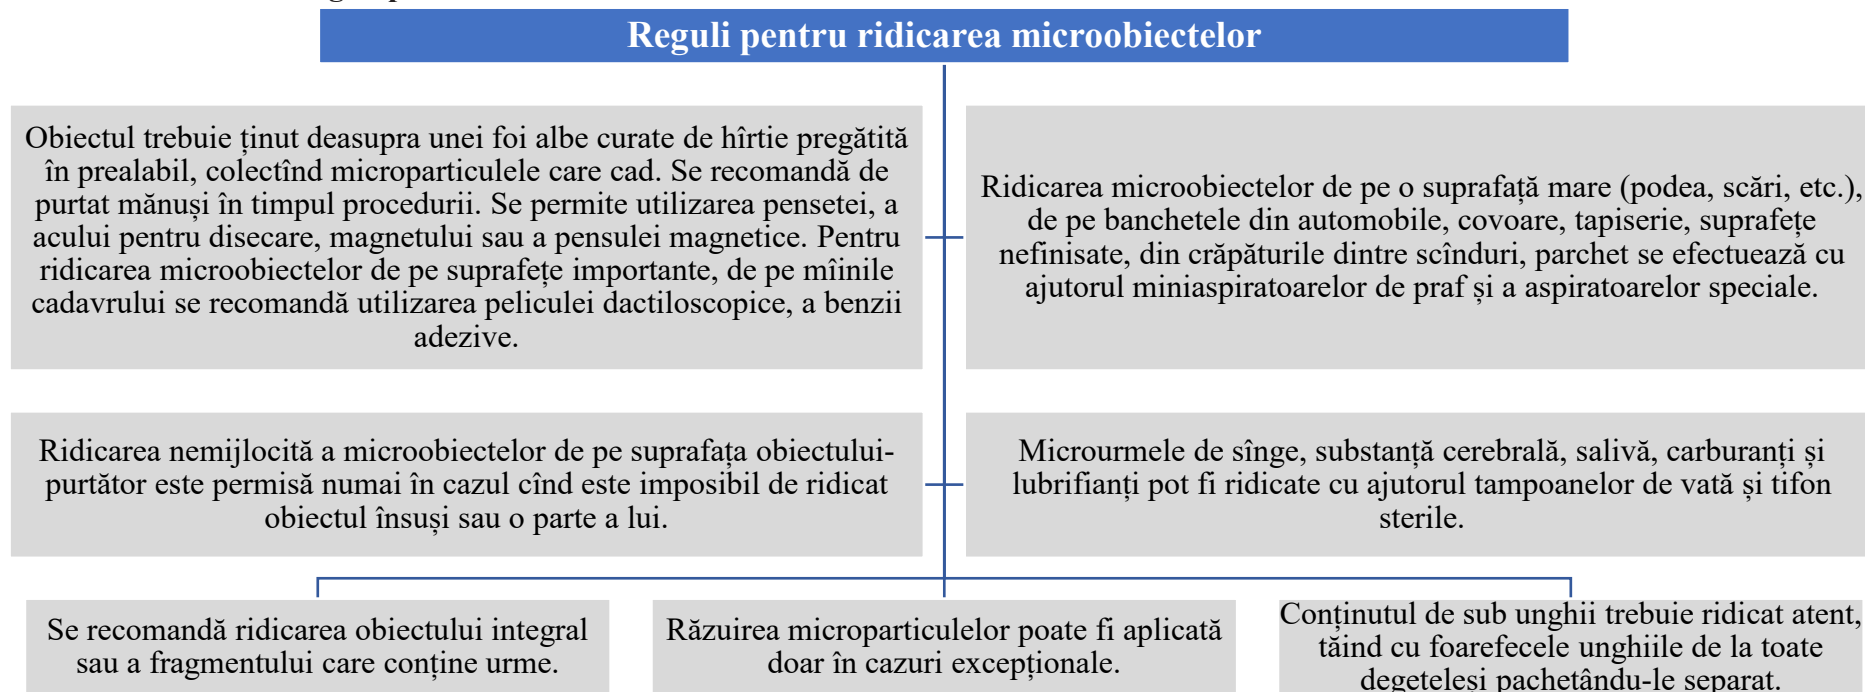 Reguli pentru ridicarea microobiectelor
Obiectul trebuie ținut deasupra unei foi albe curate de hîrtie pregătită
în prealabil, colectînd microparticulele care cad. Se recomandă de
purtat mănuși în timpul procedurii. Se permite utilizarea pensetei, a
acului pentru disecare, magnetului sau a pensulei magnetice. Pentru
ridicarea microobiectelor de pe suprafețe importante, de pe mîinile
cadavrului se recomandă utilizarea peliculei dactiloscopice, a benzii
adezive.
Ridicarea microobiectelor de pe o suprafață mare (podea, scări, etc.),
de pe banchetele din automobile, covoare, tapiserie, suprafețe
nefinisate, din crăpăturile dintre scînduri, parchet se efectuează cu
ajutorul miniaspiratoarelor de praf și a aspiratoarelor speciale.
Ridicarea nemijlocită a microobiectelor de pe suprafața obiectului-
purtător este permisă numai în cazul cînd este imposibil de ridicat
obiectul însuși sau o parte a lui.
Microurmele de sînge, substanță cerebrală, salivă, carburanți și
lubrifianți pot fi ridicate cu ajutorul tampoanelor de vată și tifon
sterile.
Se recomandă ridicarea obiectului integral
sau a fragmentului care conține urme.
Răzuirea microparticulelor poate fi aplicată
doar în cazuri excepționale.
Conținutul de sub unghii trebuie ridicat atent,
tăind cu foarefecele unghiile de la toate
degeteleși pachetându-le separat.